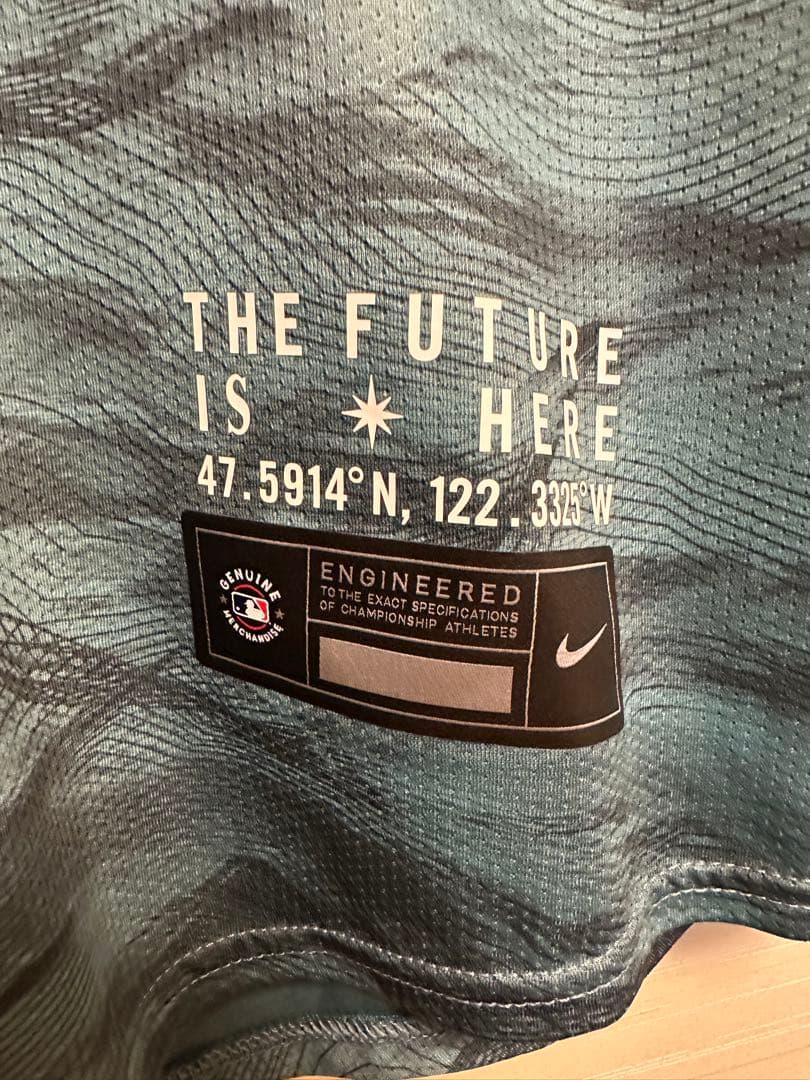 THE FUTURE
IS HERE
47.5914° N, 122.3325° W
GENUINE
MERCHANDISE
ENGINEERED
TO THE EXACT SPECIFICATIONS
OF CHAMPIONSHIP ATHLETES